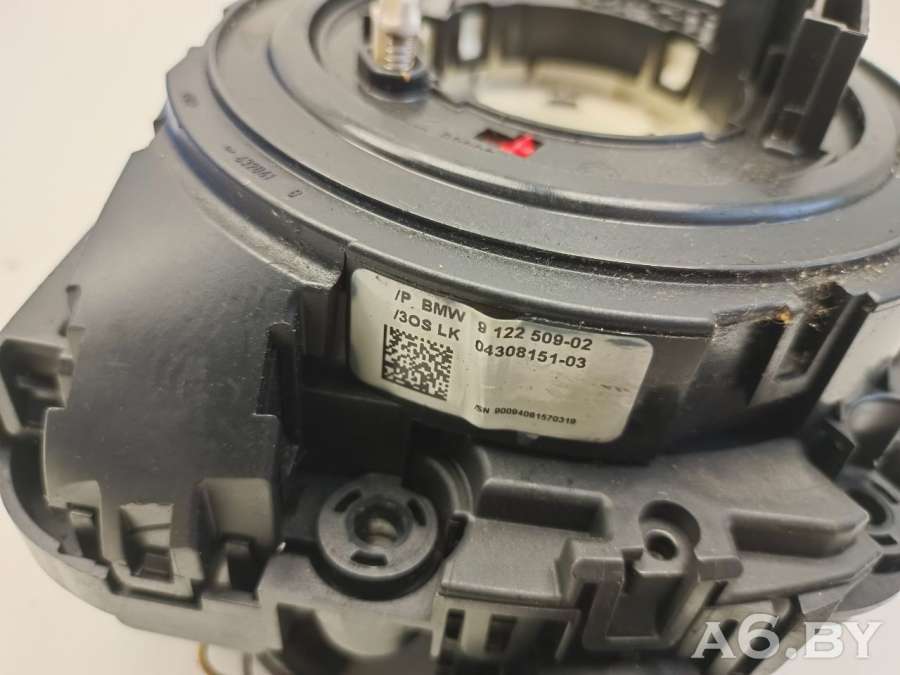 /P BMW 9 122 509-02
/3OS LK 04308151-03
/SN 90094081570319
A6.BY